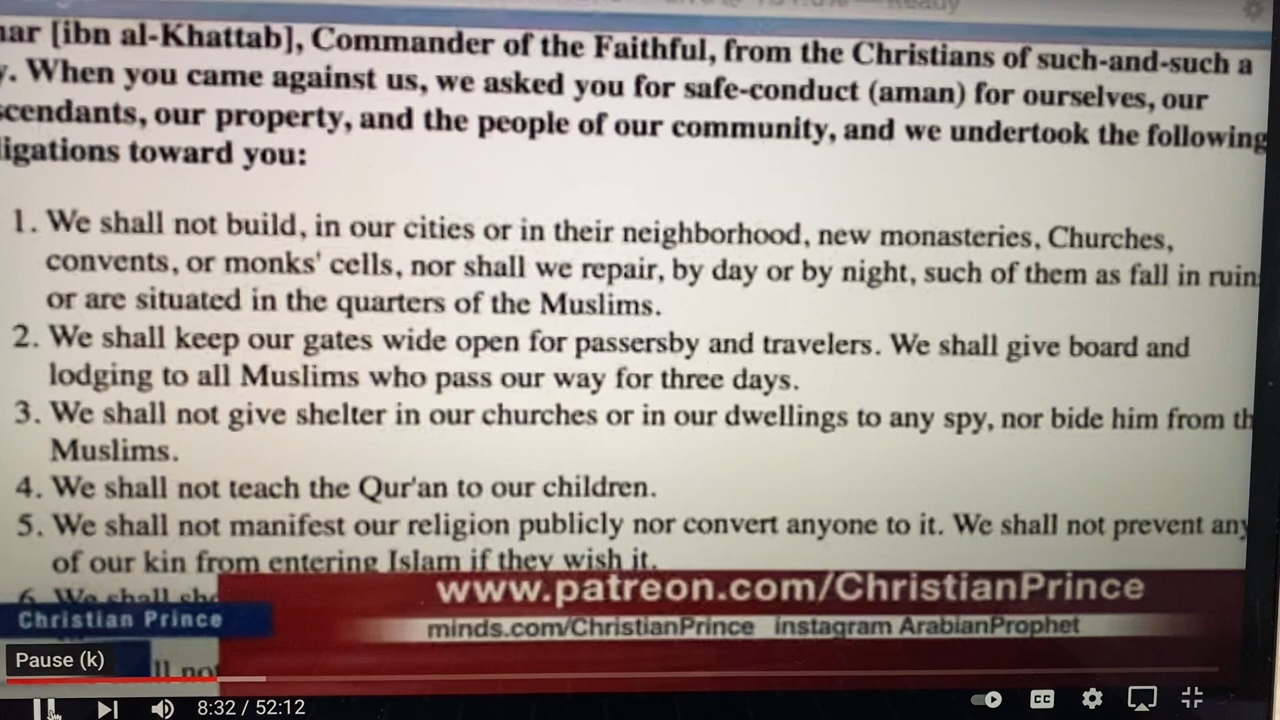 [ibn al-Khattab], Commander of the Faithful, from the Christians of such-and-such a
When you came against us, we asked you for safe-conduct (aman) for ourselves, our
cendants, our property, and the people of our community, and we undertook the following
ligations toward you:
1. We shall not build, in our cities or in their neighborhood, new monasteries, Churches,
convents, or monks' cells, nor shall we repair, by day or by night, such of them as fall in ruin
or are situated in the quarters of the Muslims.
2. We shall keep our gates wide open for passersby and travelers. We shall give board and
lodging to all Muslims who pass our way for three days.
3. We shall not give shelter in our churches or in our dwellings to any spy, nor bide him from th
Muslims.
4. We shall not teach the Qur'an to our children.
5. We shall not manifest our religion publicly nor convert anyone to it. We shall not prevent any
of our kin from entering Islam if they wish it.
6. We shall
www.patreon.com/ChristianPrince
Christian Prince
minds.com/ChristianPrince instagram ArabianProphet
Pause (k)
ll not
8:32 / 52:12
CC